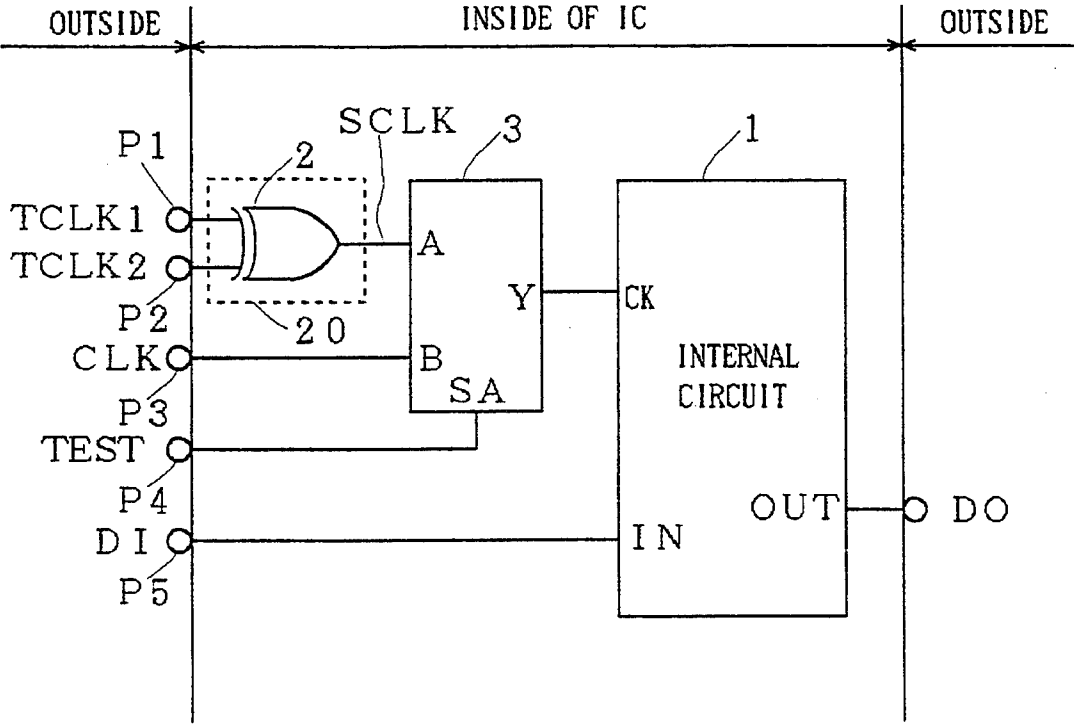 OUTSIDE
INSIDE OF IC
OUTSIDE
SCLK
3
1
P1
2
TCLK1
A
TCLK2
Y
CK
P2
20
CLK
B
INTERNAL
CIRCUIT
SA
P3
TEST
P4
OUT
DO
DI
IN
P5